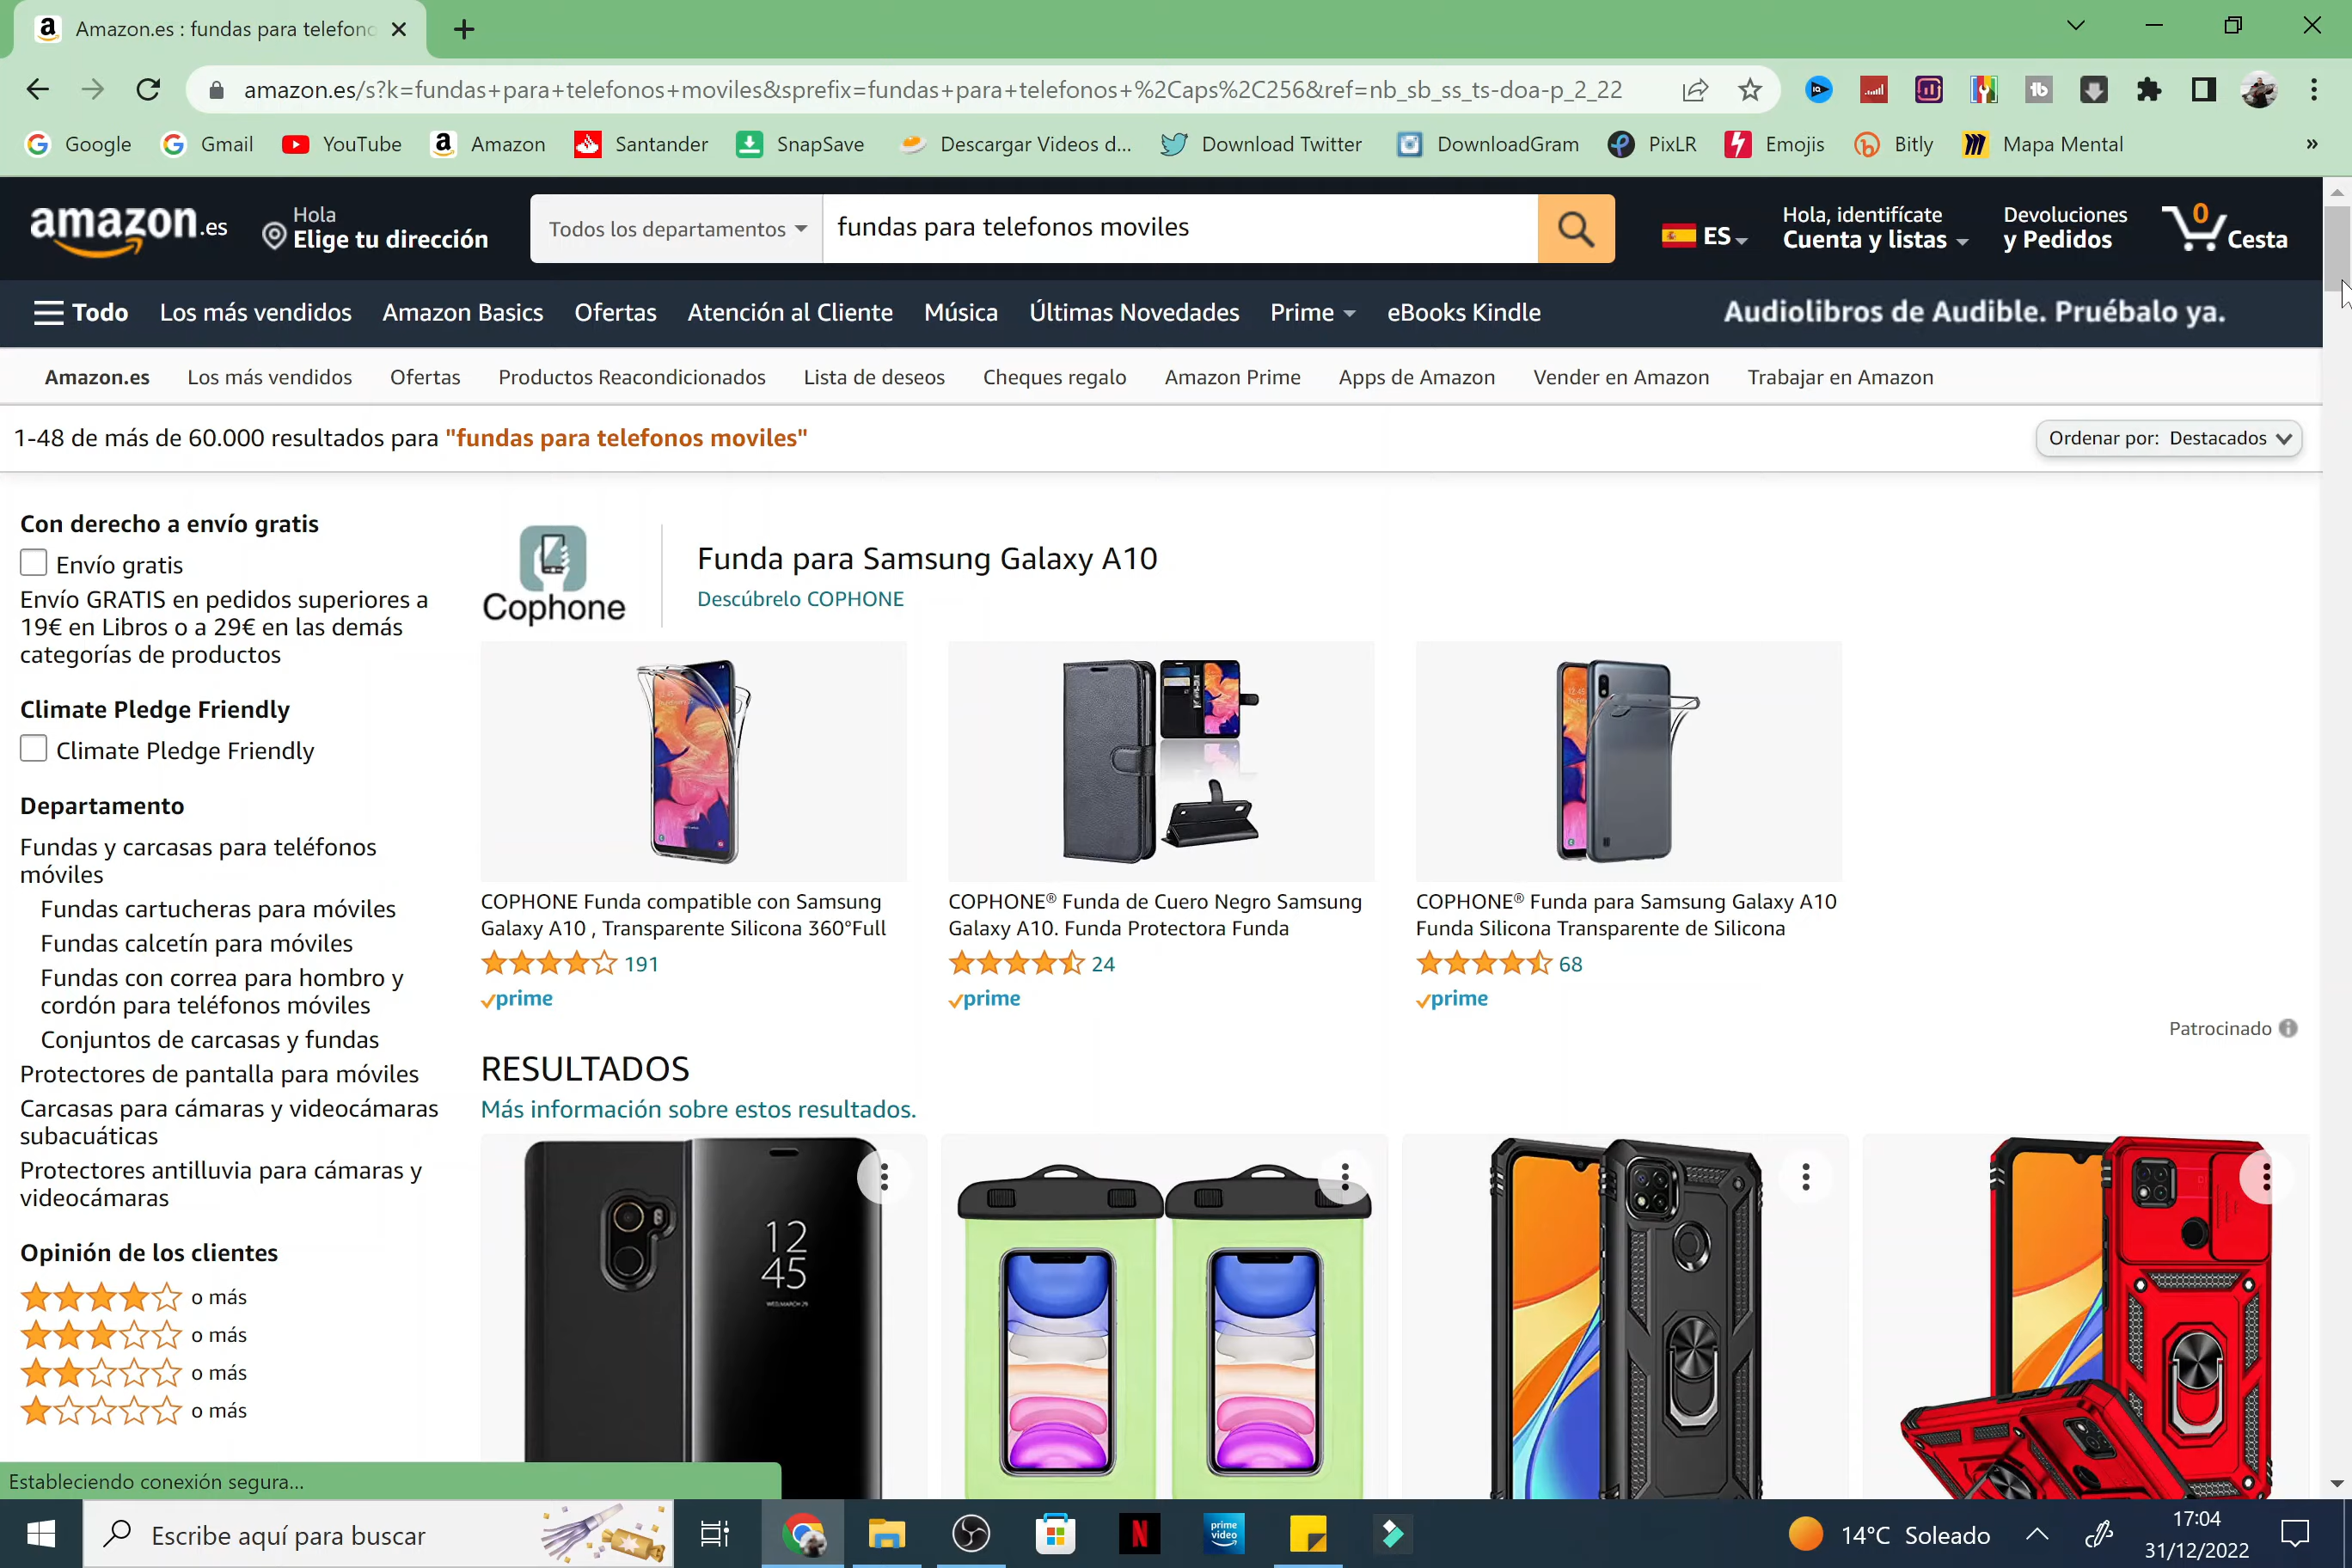 Amazon.es : fundas para telefono
amazon.es/s?k=fundas+para+telefonos+moviles&sprefix=fundas+para+telefonos+%2Caps%2C256&ref=nb_sb_ss_ts-doa-p_2_22
Google Gmail YouTube Amazon Santander SnapSave Descargar Videos d... Download Twitter DownloadGram PixLR Emojis Bitly Mapa Mental »
amazon.es
Hola
Elige tu dirección
Todos los departamentos
fundas para telefonos moviles
ES
Hola, identifícate
Cuenta y listas
Devoluciones
y Pedidos
0
Cesta
Todo Los más vendidos Amazon Basics Ofertas Atención al Cliente Música Últimas Novedades Prime eBooks Kindle Audiolibros de Audible. Pruébalo ya.
Amazon.es Los más vendidos Ofertas Productos Reacondicionados Lista de deseos Cheques regalo Amazon Prime Apps de Amazon Vender en Amazon Trabajar en Amazon
1-48 de más de 60.000 resultados para "fundas para telefonos moviles"
Ordenar por: Destacados
Con derecho a envío gratis
Envío gratis
Envío GRATIS en pedidos superiores a
19€ en Libros o a 29€ en las demás
categorías de productos
Climate Pledge Friendly
Climate Pledge Friendly
Departamento
Fundas y carcasas para teléfonos
móviles
Fundas cartucheras para móviles
Fundas calcetín para móviles
Fundas con correa para hombro y
cordón para teléfonos móviles
Conjuntos de carcasas y fundas
Protectores de pantalla para móviles
Carcasas para cámaras y videocámaras
subacuáticas
Protectores antilluvia para cámaras y
videocámaras
Opinión de los clientes
o más
o más
o más
o más
Cophone
Funda para Samsung Galaxy A10
Descúbrelo COPHONE
COPHONE Funda compatible con Samsung
Galaxy A10 , Transparente Silicona 360°Full
191
prime
COPHONE® Funda de Cuero Negro Samsung
Galaxy A10. Funda Protectora Funda
24
prime
COPHONE® Funda para Samsung Galaxy A10
Funda Silicona Transparente de Silicona
68
prime
Patrocinado
RESULTADOS
Más información sobre estos resultados.
12
45
Estableciendo conexión segura...
Escribe aquí para buscar
prime
video
14°C Soleado
17:04
31/12/2022